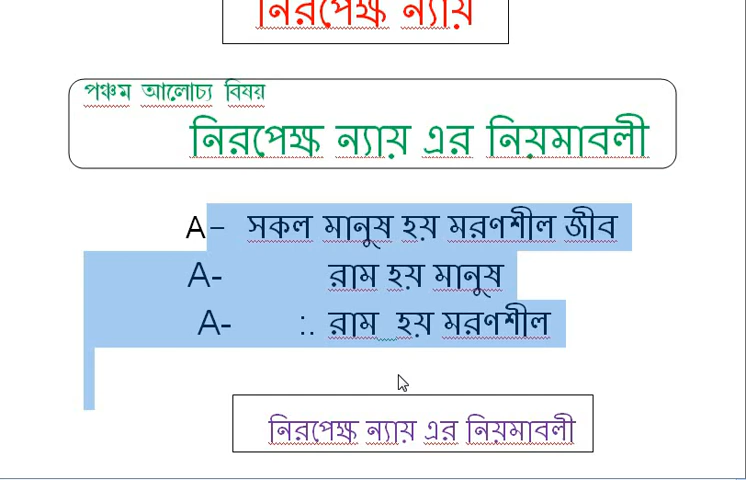 নিরপেক্ষ ন্যায়
পঞ্চম আলোচ্য বিষয়
নিরপেক্ষ ন্যায় এর নিয়মাবলী
A – সকল মানুষ হয় মরণশীল জীব
A- রাম হয় মানুষ
A- :. রাম হয় মরণশীল
নিরপেক্ষ ন্যায় এর নিয়মাবলী